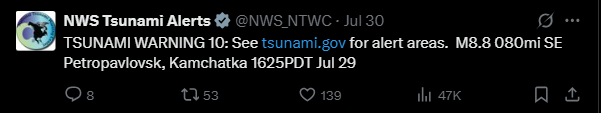 NWS Tsunami Alerts @NWS_NTWC · Jul 30
TSUNAMI WARNING 10: See tsunami.gov for alert areas.  M8.8 080mi SE
Petropavlovsk, Kamchatka 1625PDT Jul 29
8 53 139 47K